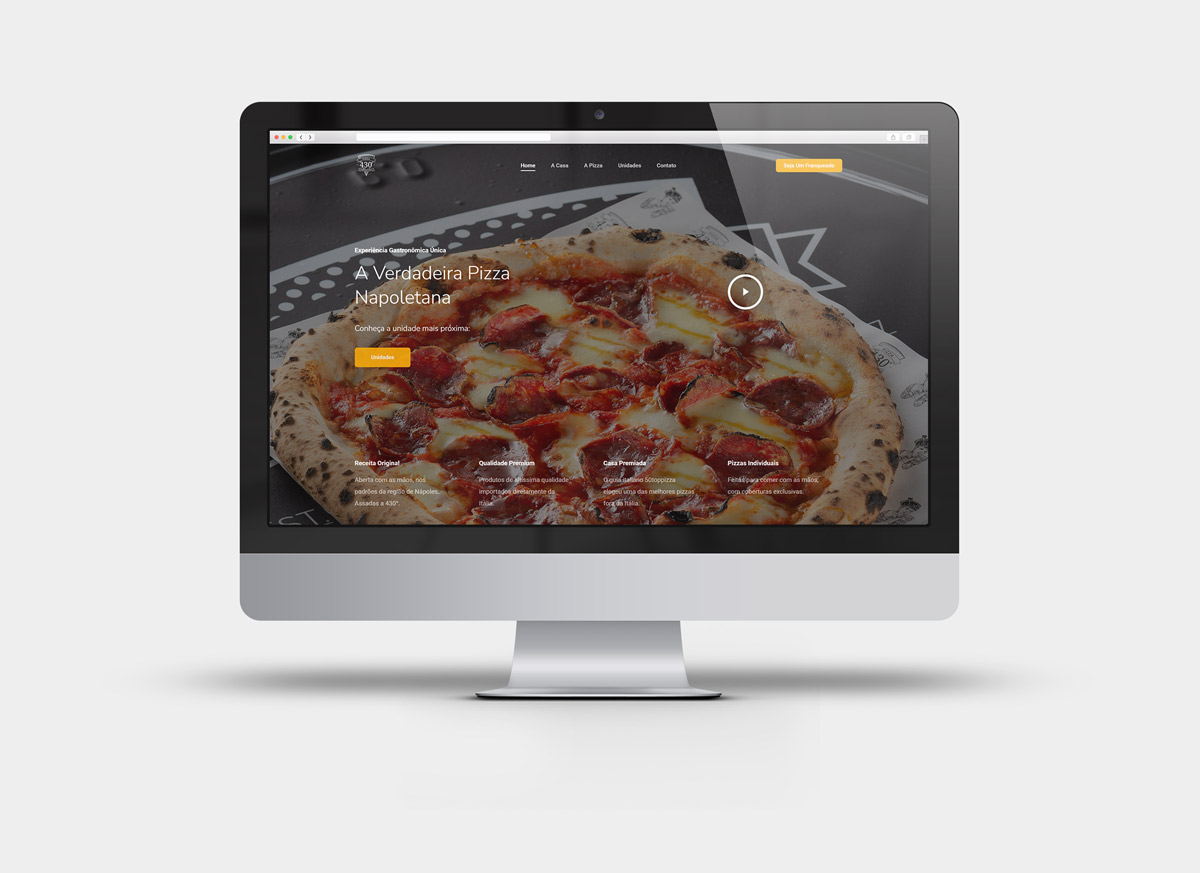 430°
Home
A Casa
A Pizza
Unidades
Contato
Seja Um Franqueado
Experiência Gastronômica Única
A Verdadeira Pizza
Napoletana
Conheça a unidade mais próxima:
Unidades
Receita Original
Aberta com as mãos, nos
padrões da região de Nápoles.
Assadas a 430°.
Qualidade Premium
Produtos de altíssima qualidade,
importados diretamente da
Itália.
Casa Premiada
O guia italiano 50toppizza
elegeu uma das melhores pizzas
fora da Itália.
Pizzas Individuais
Feitas para comer com as mãos,
com coberturas exclusivas.
ST.